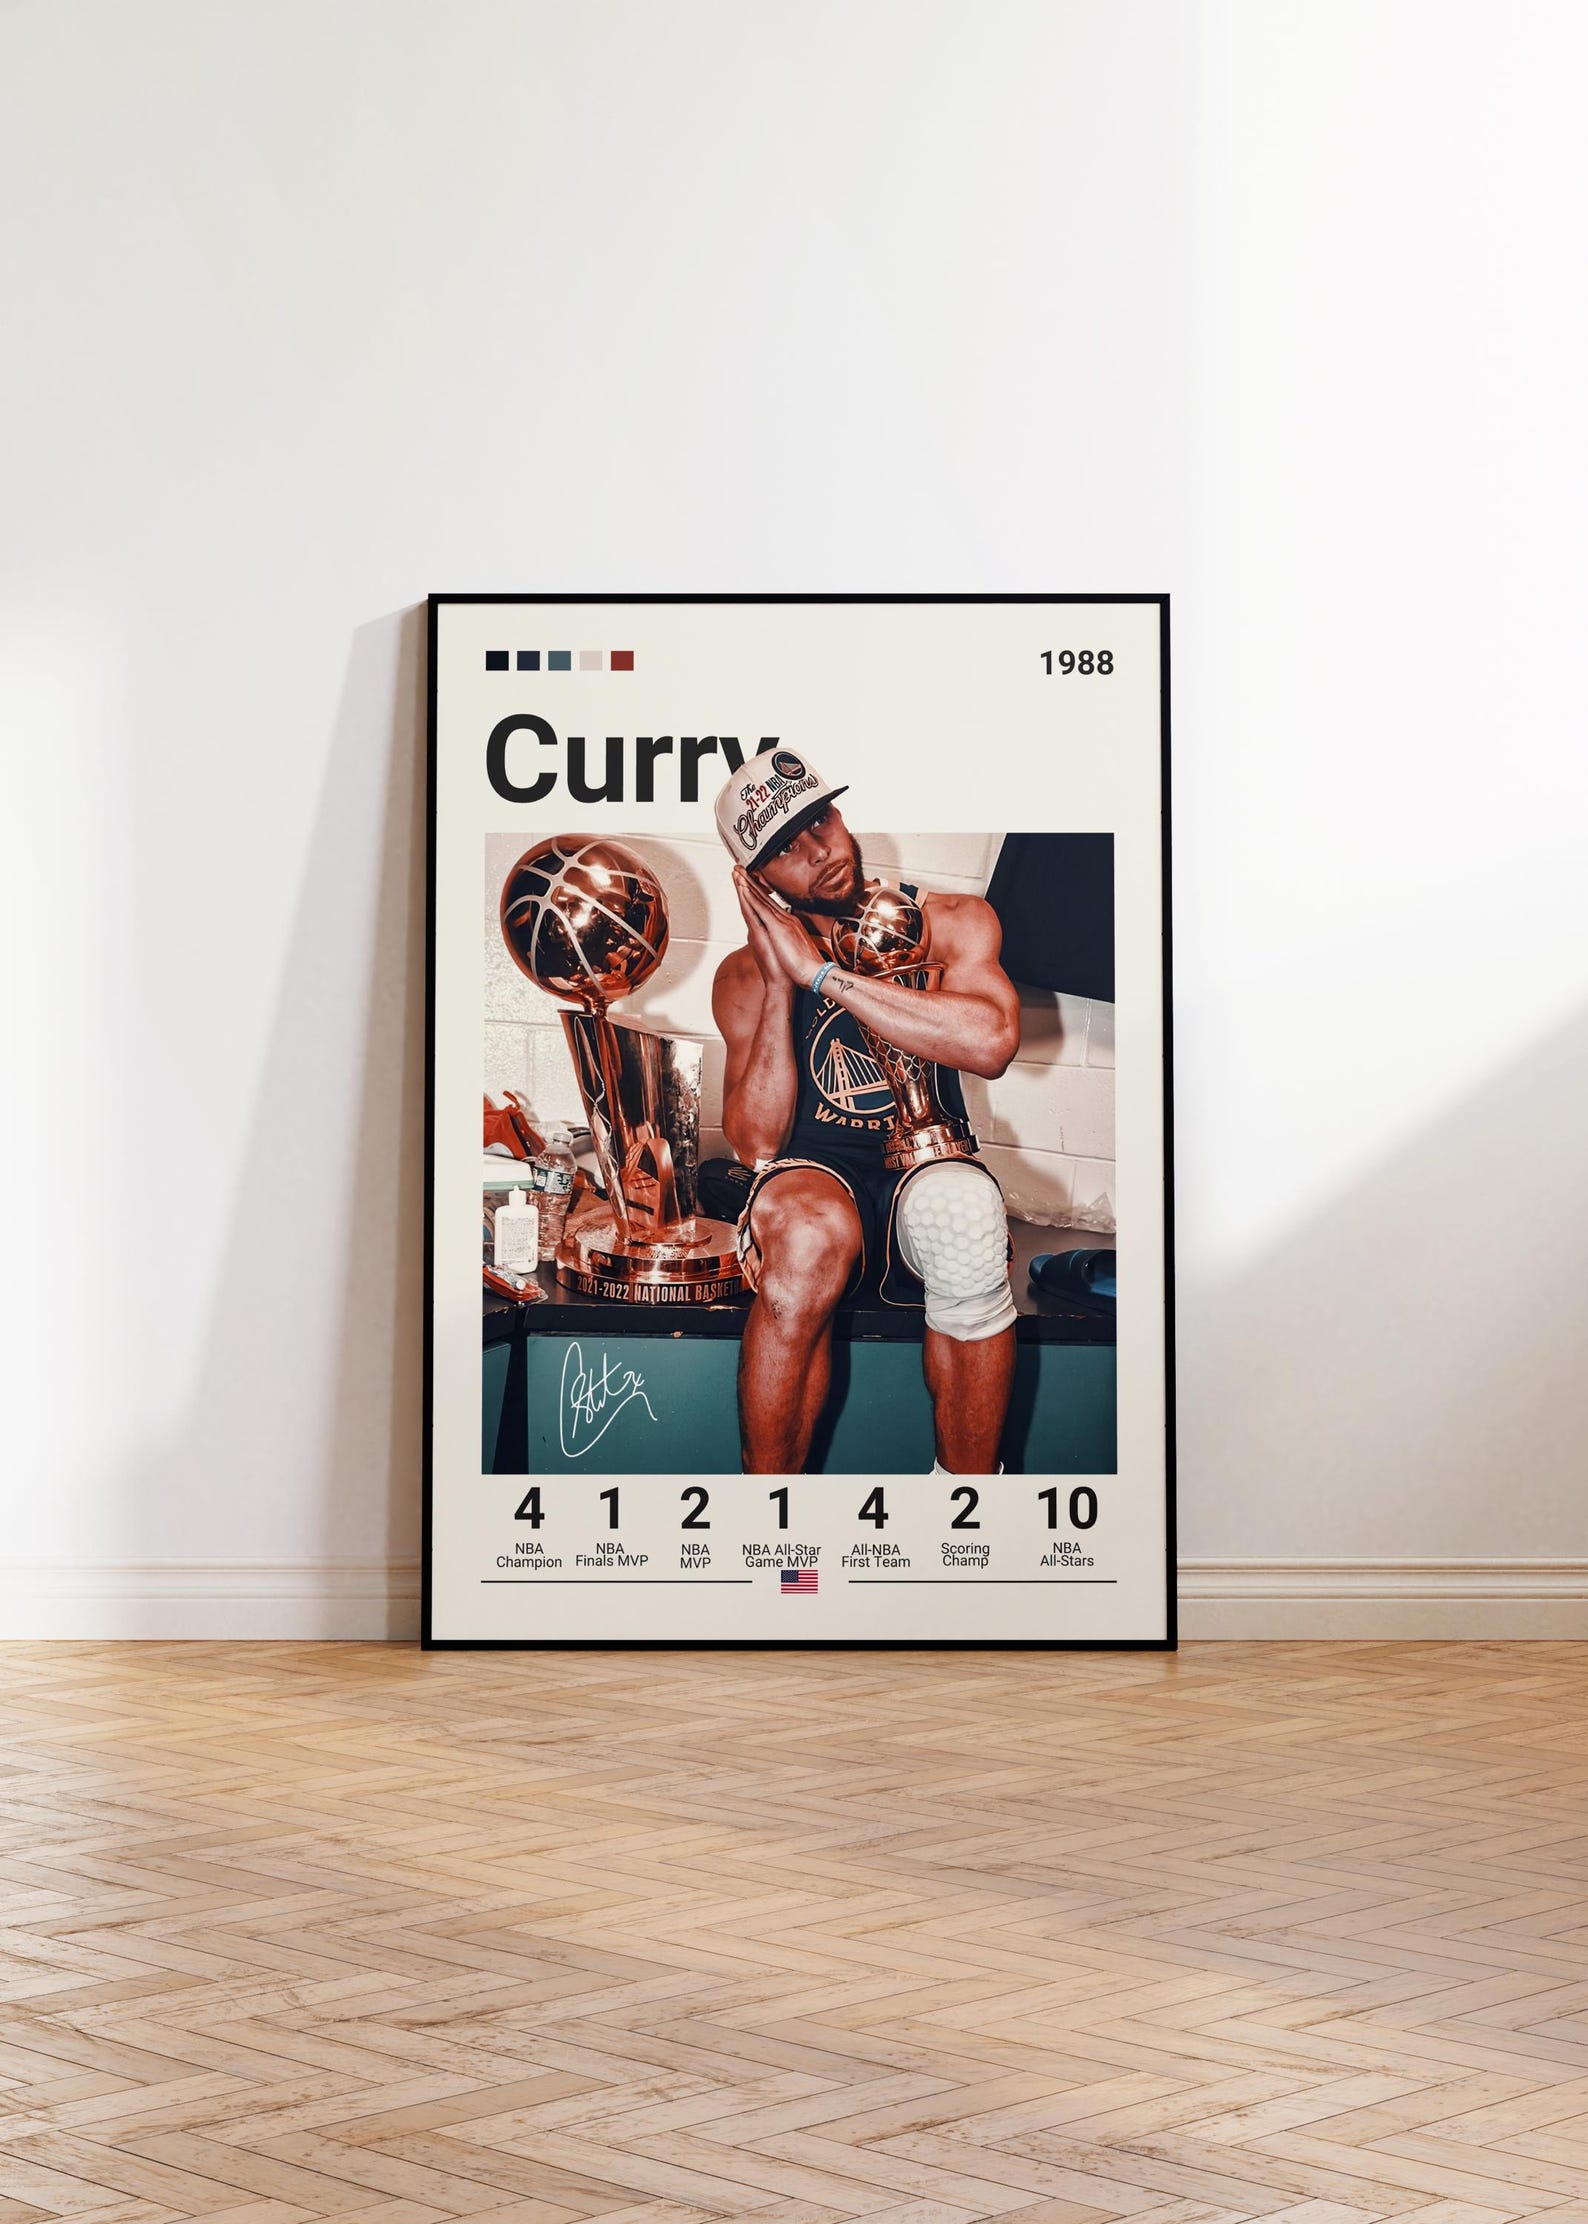 1988
Curry
The
21-22 NBA
Champions
WARRI
2021-2022 NATIONAL BASKETB
4 1 2 1 4 2 10
NBA Champion
NBA Finals MVP
NBA MVP
NBA All-Star Game MVP
All-NBA First Team
Scoring Champ
NBA All-Stars